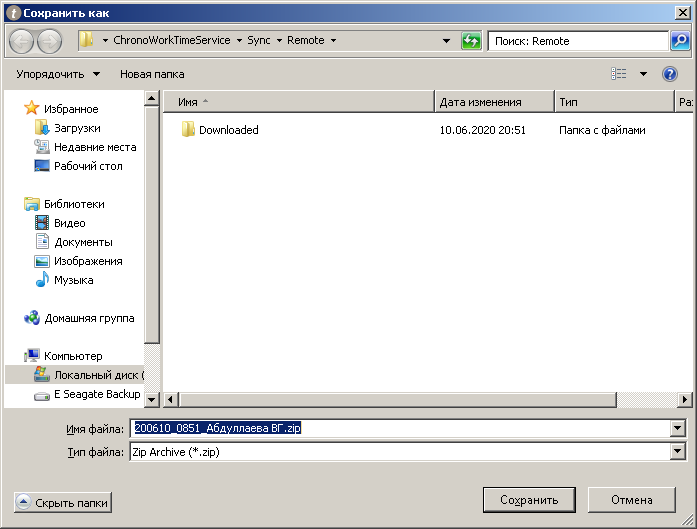 Сохранить как
ChronoWorkTimeService Sync Remote
Поиск: Remote
Упорядочить Новая папка
Избранное
Загрузки
Недавние места
Рабочий стол
Библиотеки
Видео
Документы
Изображения
Музыка
Домашняя группа
Компьютер
Локальный диск (
E Seagate Backup
Имя Дата изменения Тип Раз
Downloaded 10.06.2020 20:51 Папка с файлами
Имя файла: 200610_0851_Абдуллаева ВГ.zip
Тип файла: Zip Archive (*.zip)
Скрыть папки
Сохранить Отмена